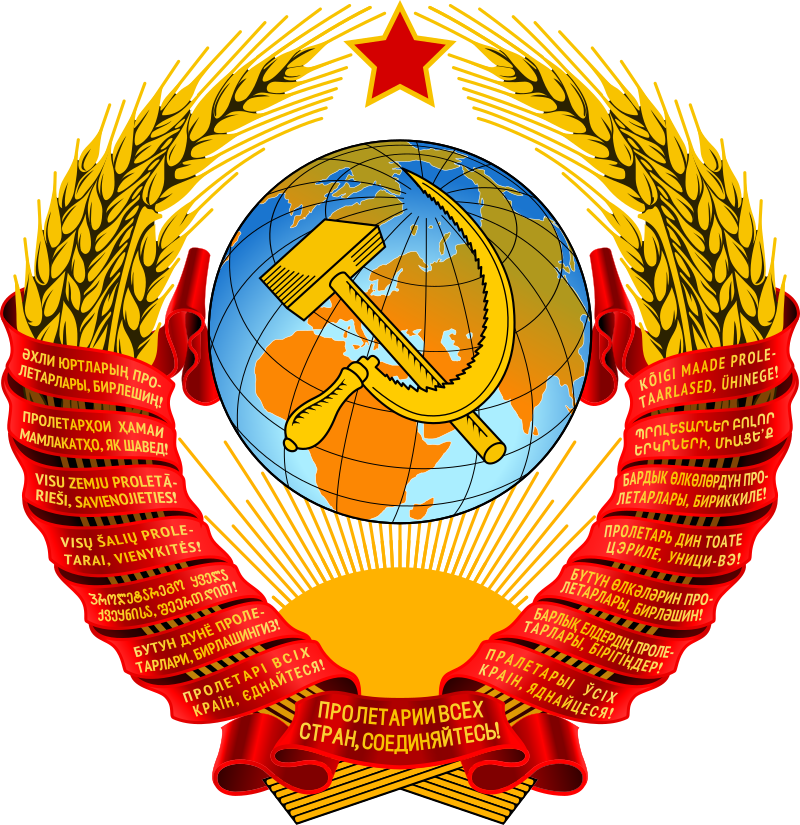 ӘХЛИ ЮРТЛАРЫҢ ПРО-
ЛЕТАРЛАРЫ, БИРЛЕШИҢ!
ПРОЛЕТАРҲОИ ҲАМАИ
МАМЛАКАТҲО, ЯК ШАВЕД!
VISU ZEMJU PROLETĀ-
RIEŠI, SAVIENOJIETIES!
VISŲ ŠALIŲ PROLE-
TARAI, VIENYKITĖS!
ᲞᲠᲝᲚᲔᲢᲐᲠᲔᲑᲝ ᲧᲕᲔᲚᲐ
ᲥᲕᲔᲧᲜᲘᲡᲐ, ᲨᲔᲔᲠᲗᲓᲘᲗ!
БУТУН ДУНЁ ПРОЛЕ-
ТАРЛАРИ, БИРЛАШИНГИЗ!
ПРОЛЕТАРІ ВСІХ
КРАЇН, ЄДНАЙТЕСЯ!
ПРОЛЕТАРИИ ВСЕХ
СТРАН, СОЕДИНЯЙТЕСЬ!
KÕIGI MAADE PROLE-
TAARLASED, ÜHINEGE!
ՊՐՈԼԵՏԱՐՆԵՐ ԲՈԼՈՐ
ԵՐԿՐՆԵՐԻ, ՄԻԱՑԵ՛Ք
БАРДЫК ӨЛКӨЛӨРДҮН ПРО-
ЛЕТАРЛАРЫ, БИРИККИЛЕ!
ПРОЛЕТАРЬ ДИН ТОАТЕ
ЦЭРИЛЕ, УНИЦИ-ВЭ!
БҮТҮН ӨЛКӘЛӘРИН ПРО-
ЛЕТАРЛАРЫ, БИРЛӘШИН!
БАРЛЫҚ ЕЛДЕРДІҢ ПРОЛЕ-
ТАРЛАРЫ, БІРІГІҢДЕР!
ПРАЛЕТАРЫІ ЎСІХ
КРАІН, ЯДНАЙЦЕСЯ!